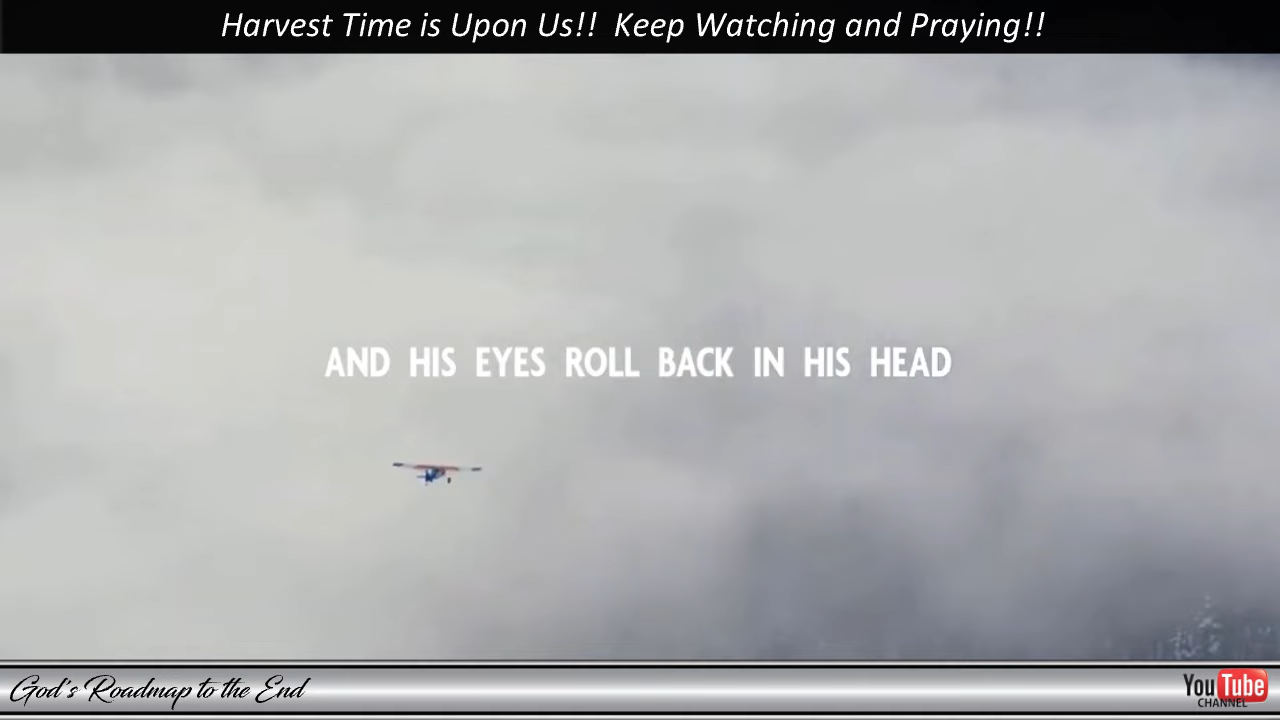 Harvest Time is Upon Us!! Keep Watching and Praying!!
AND HIS EYES ROLL BACK IN HIS HEAD
God's Roadmap to the End
YouTube
CHANNEL